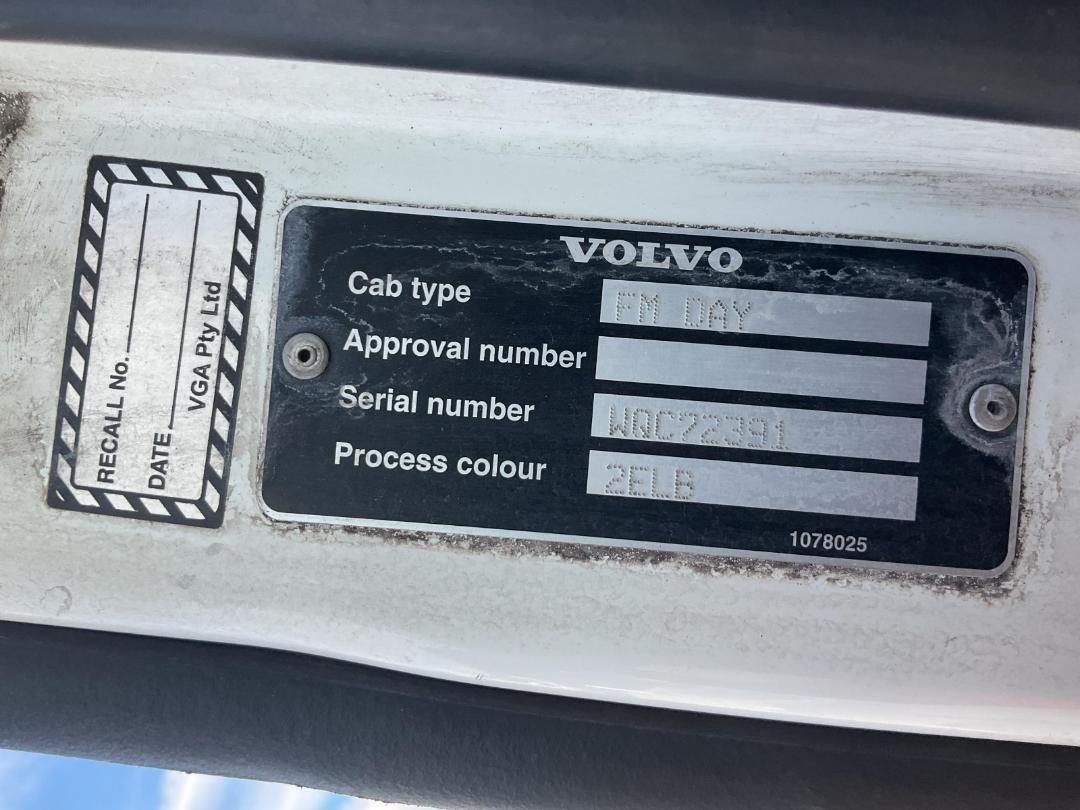 VOLVO
Cab type FM DAY
Approval number
Serial number WQC72391
Process colour 2ELB
1078025
RECALL No.
DATE
VGA Pty Ltd